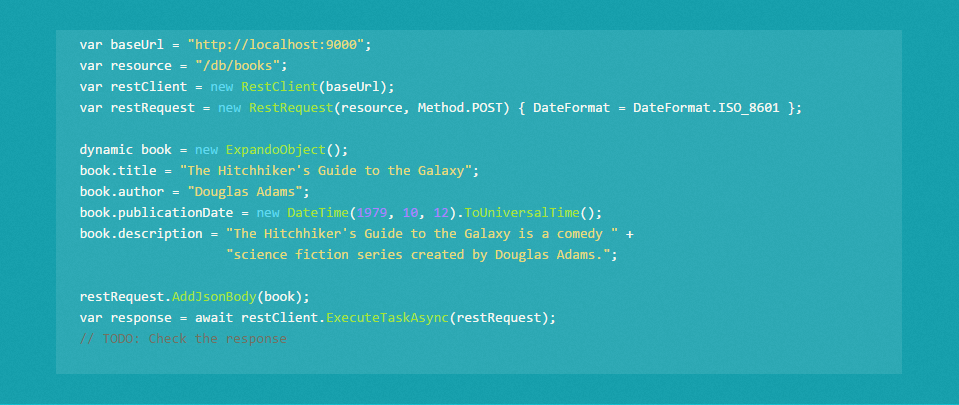 var baseUrl = "http://localhost:9000";
var resource = "/db/books";
var restClient = new RestClient(baseUrl);
var restRequest = new RestRequest(resource, Method.POST) { DateFormat = DateFormat.ISO_8601 };
dynamic book = new ExpandoObject();
book.title = "The Hitchhiker's Guide to the Galaxy";
book.author = "Douglas Adams";
book.publicationDate = new DateTime(1979, 10, 12).ToUniversalTime();
book.description = "The Hitchhiker's Guide to the Galaxy is a comedy " +
"science fiction series created by Douglas Adams.";
restRequest.AddJsonBody(book);
var response = await restClient.ExecuteTaskAsync(restRequest);
// TODO: Check the response